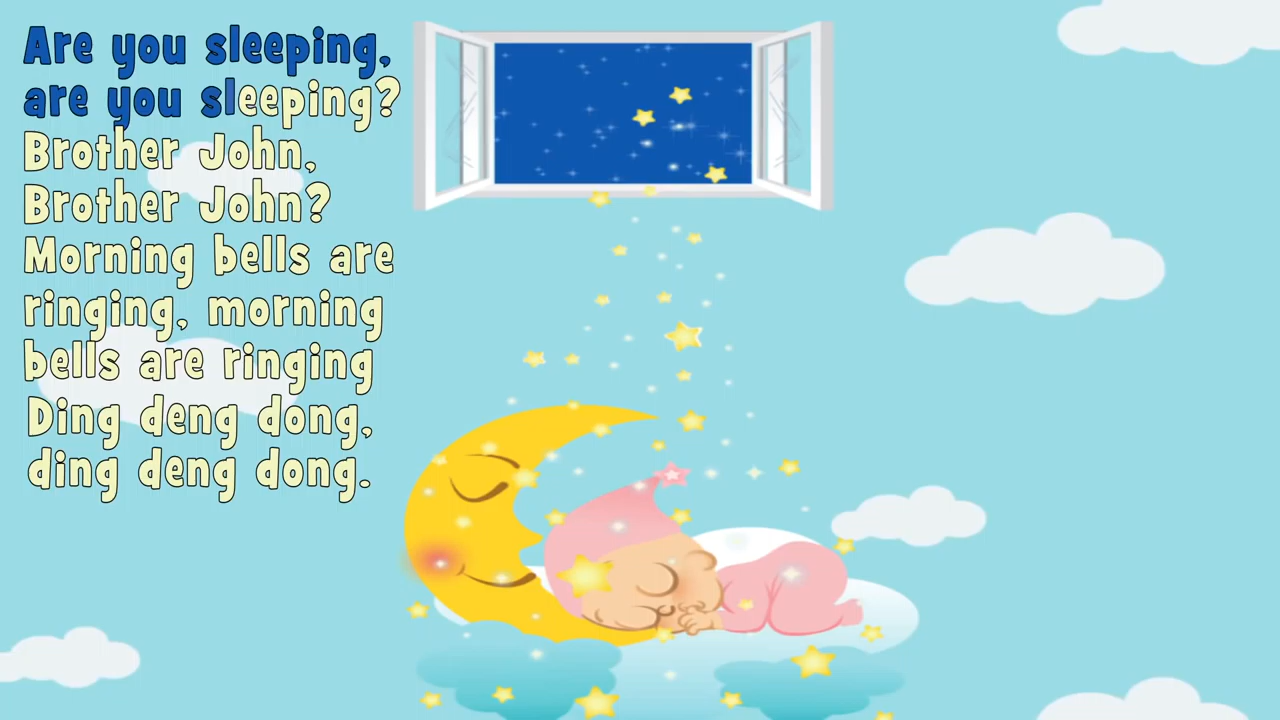 Are you sleeping,
are you sleeping?
Brother John,
Brother John?
Morning bells are
ringing, morning
bells are ringing
Ding deng dong,
ding deng dong.